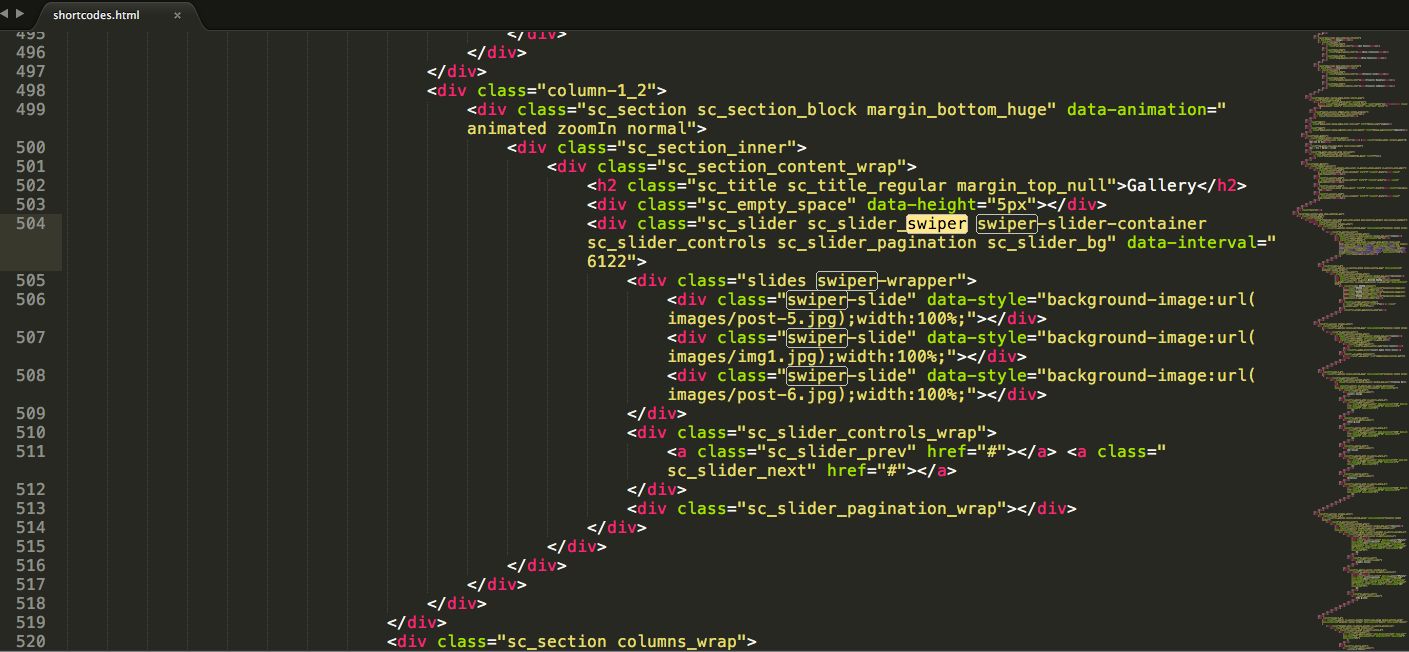 shortcodes.html ×
495 </div>
496 </div>
497 </div>
498 <div class="column-1_2">
499 <div class="sc_section sc_section_block margin_bottom_huge" data-animation="
animated zoomIn normal">
500 <div class="sc_section_inner">
501 <div class="sc_section_content_wrap">
502 <h2 class="sc_title sc_title_regular margin_top_null">Gallery</h2>
503 <div class="sc_empty_space" data-height="5px"></div>
504 <div class="sc_slider sc_slider_swiper swiper-slider-container
sc_slider_controls sc_slider_pagination sc_slider_bg" data-interval="
6122">
505 <div class="slides swiper-wrapper">
506 <div class="swiper-slide" data-style="background-image:url(
images/post-5.jpg);width:100%;"></div>
507 <div class="swiper-slide" data-style="background-image:url(
images/img1.jpg);width:100%;"></div>
508 <div class="swiper-slide" data-style="background-image:url(
images/post-6.jpg);width:100%;"></div>
509 </div>
510 <div class="sc_slider_controls_wrap">
511 <a class="sc_slider_prev" href="#"></a> <a class="
sc_slider_next" href="#"></a>
512 </div>
513 <div class="sc_slider_pagination_wrap"></div>
514 </div>
515 </div>
516 </div>
517 </div>
518 </div>
519 </div>
520 <div class="sc_section columns_wrap">